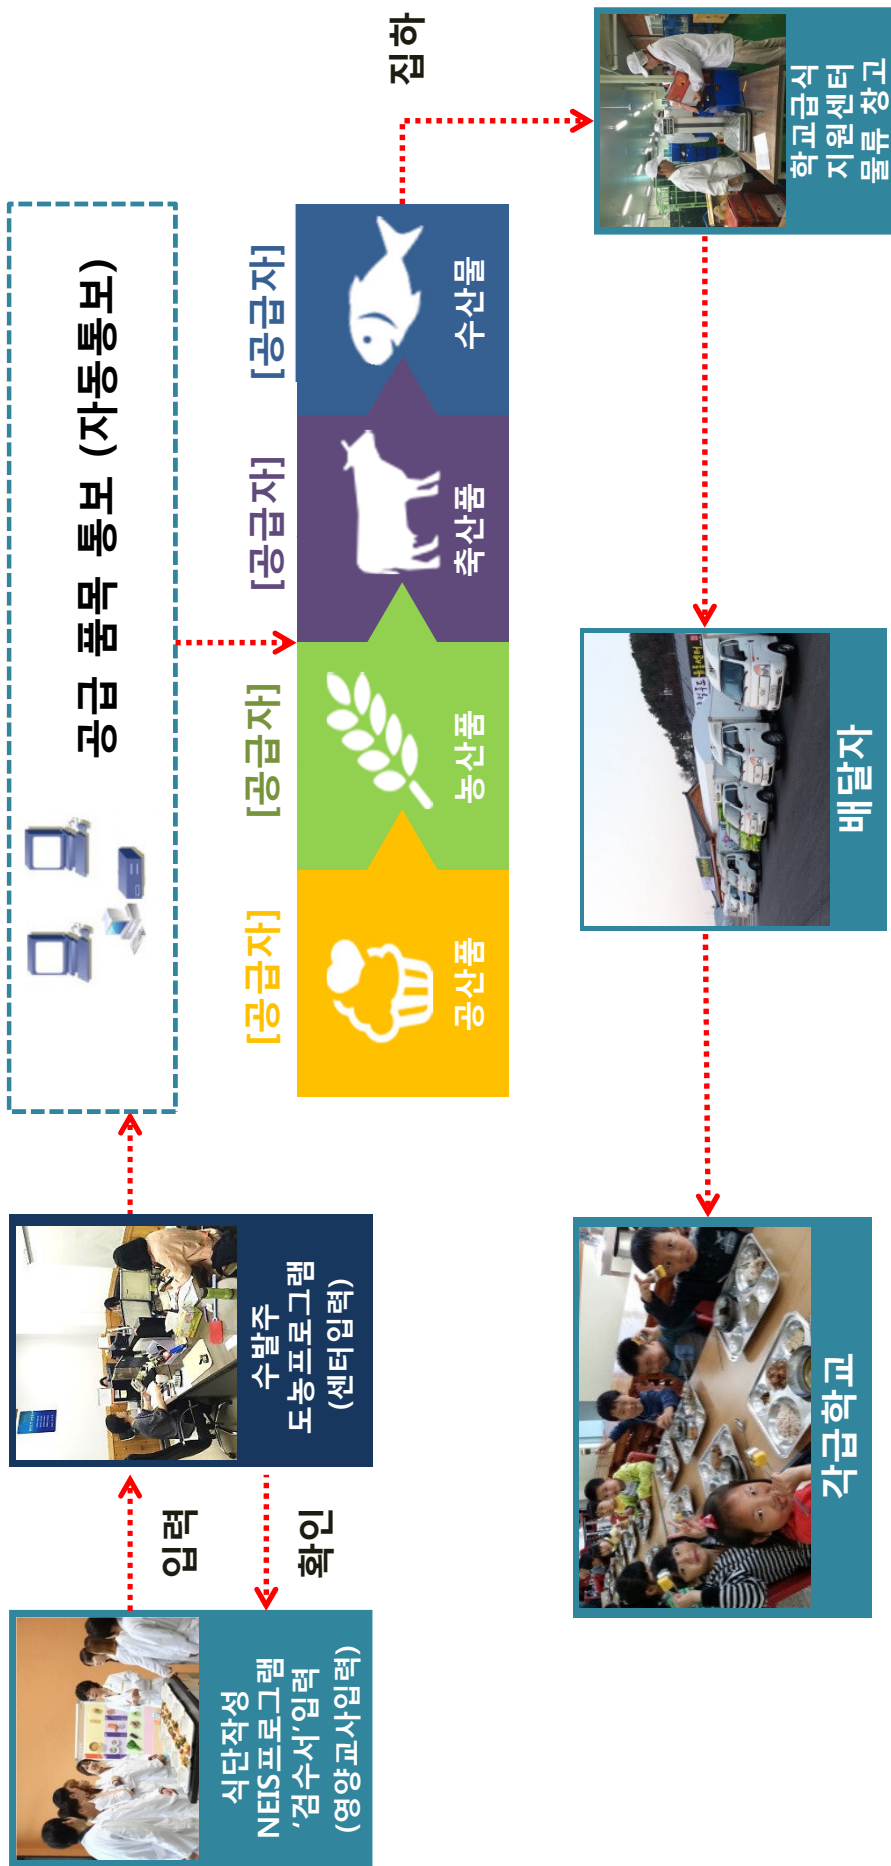 식단작성
NEIS프로그램
‘검수서’입력
(영양교사입력)
입력
확인
수발주
도농프로그램
(센터입력)
공급 품목 통보 (자동통보)
[공급자]
[공급자]
[공급자]
[공급자]
공산품
농산품
축산품
수산물
집하
학교급식
지원센터
물류 창고
배달자
각급학교